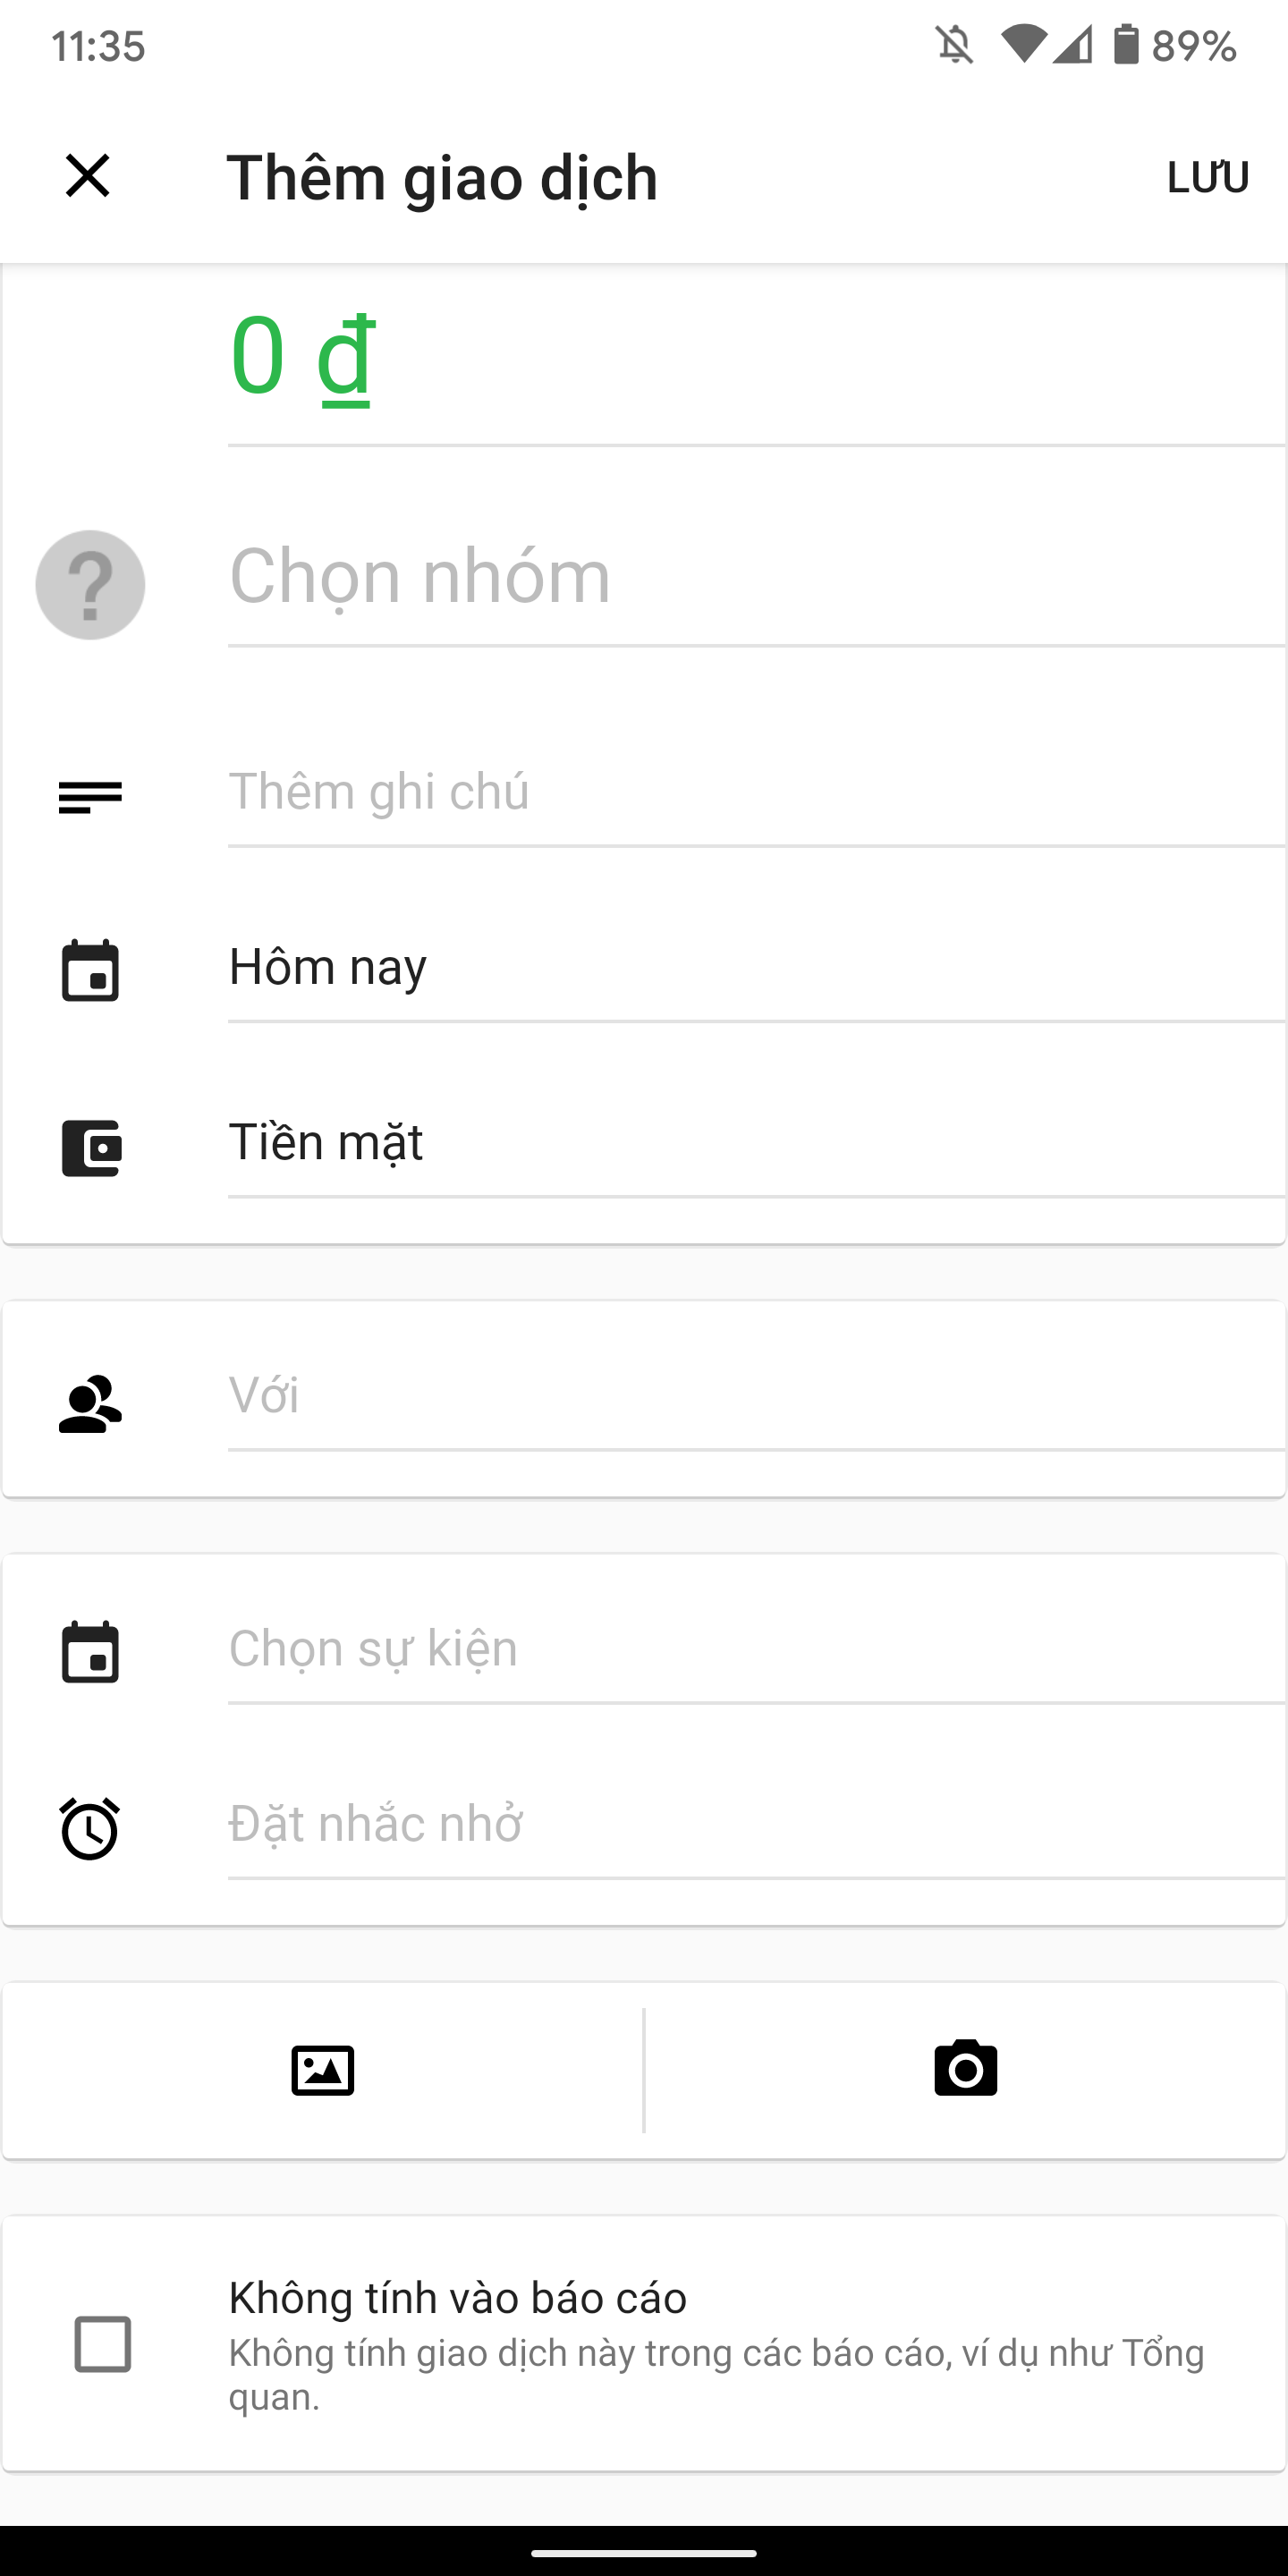 11:35
89%
Thêm giao dịch
LƯU
0 ₫
?
Chọn nhóm
Thêm ghi chú
Hôm nay
Tiền mặt
Với
Chọn sự kiện
Đặt nhắc nhở
Không tính vào báo cáo
Không tính giao dịch này trong các báo cáo, ví dụ như Tổng
quan.